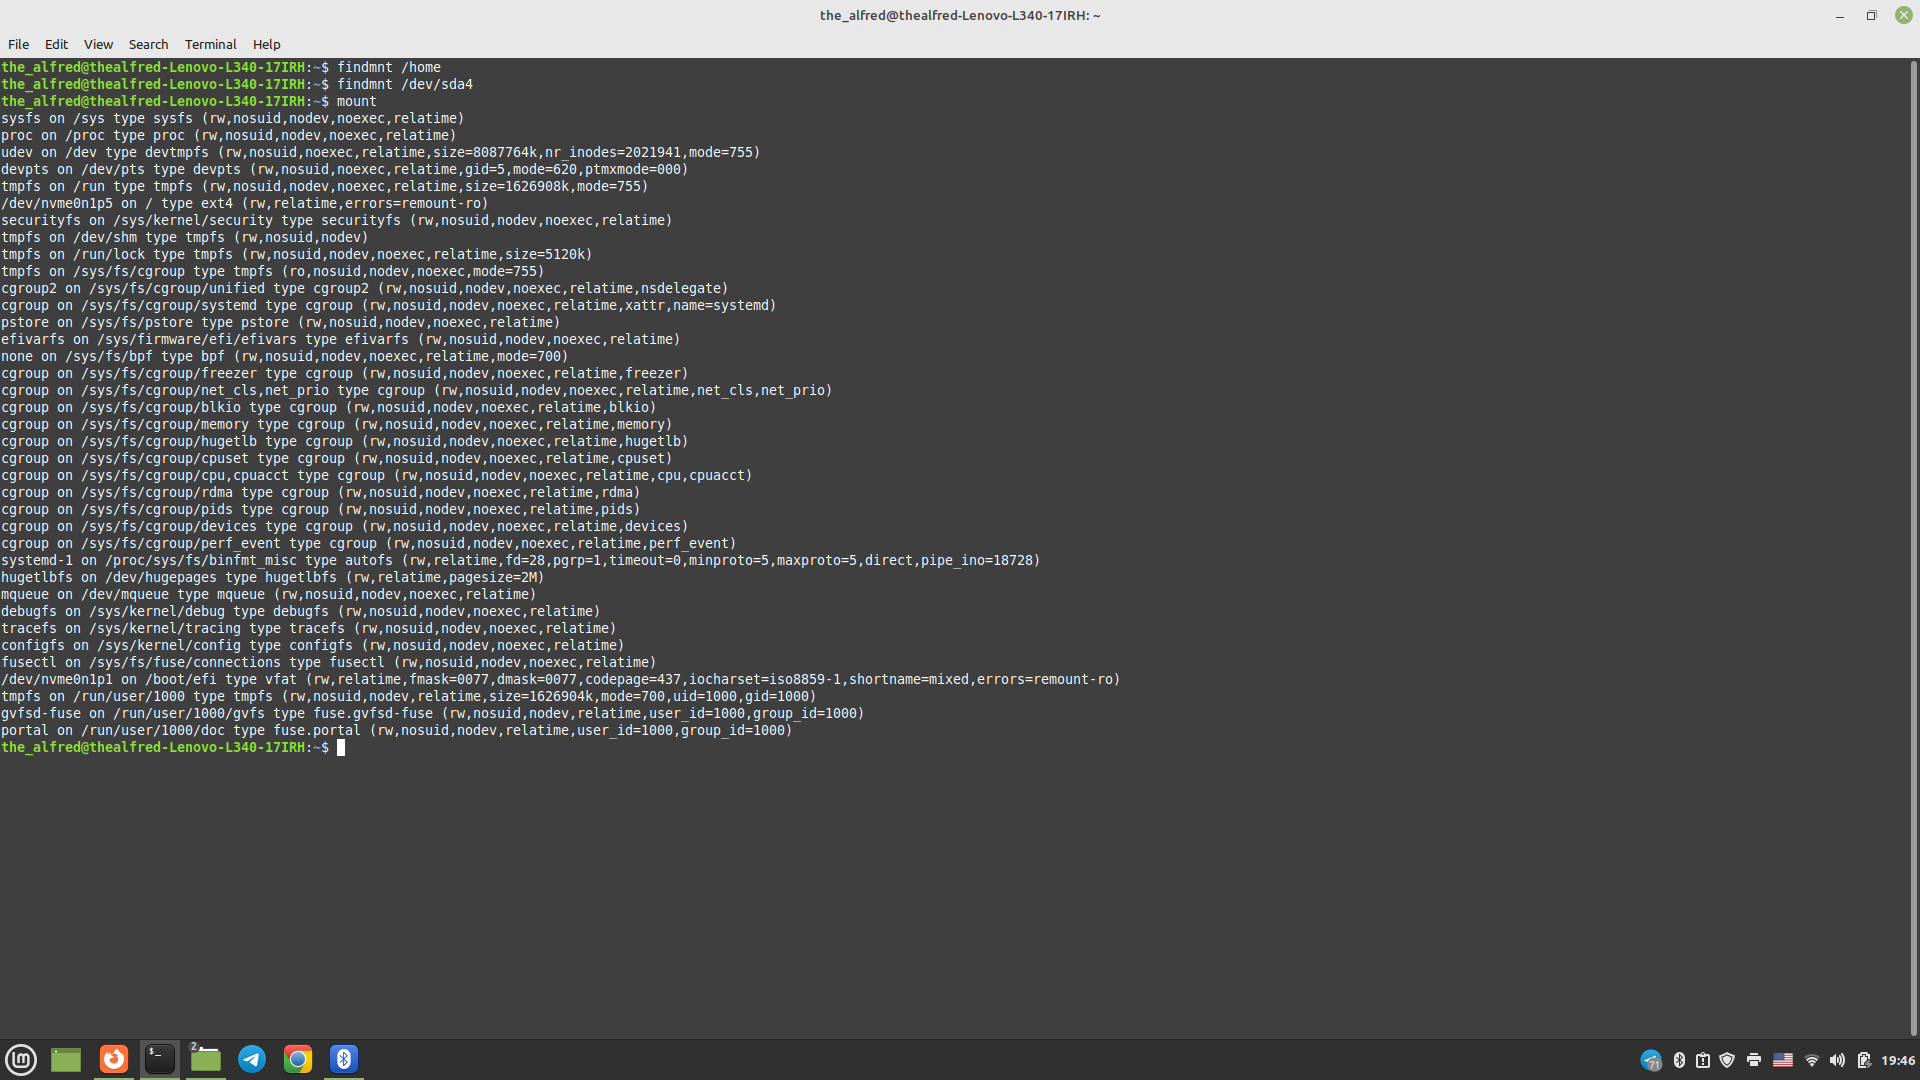 the_alfred@thealfred-Lenovo-L340-17IRH: ~
File Edit View Search Terminal Help
the_alfred@thealfred-Lenovo-L340-17IRH:~$ findmnt /home
the_alfred@thealfred-Lenovo-L340-17IRH:~$ findmnt /dev/sda4
the_alfred@thealfred-Lenovo-L340-17IRH:~$ mount
sysfs on /sys type sysfs (rw,nosuid,nodev,noexec,relatime)
proc on /proc type proc (rw,nosuid,nodev,noexec,relatime)
udev on /dev type devtmpfs (rw,nosuid,noexec,relatime,size=8087764k,nr_inodes=2021941,mode=755)
devpts on /dev/pts type devpts (rw,nosuid,noexec,relatime,gid=5,mode=620,ptmxmode=000)
tmpfs on /run type tmpfs (rw,nosuid,nodev,noexec,relatime,size=1626908k,mode=755)
/dev/nvme0n1p5 on / type ext4 (rw,relatime,errors=remount-ro)
securityfs on /sys/kernel/security type securityfs (rw,nosuid,nodev,noexec,relatime)
tmpfs on /dev/shm type tmpfs (rw,nosuid,nodev)
tmpfs on /run/lock type tmpfs (rw,nosuid,nodev,noexec,relatime,size=5120k)
tmpfs on /sys/fs/cgroup type tmpfs (ro,nosuid,nodev,noexec,mode=755)
cgroup2 on /sys/fs/cgroup/unified type cgroup2 (rw,nosuid,nodev,noexec,relatime,nsdelegate)
cgroup on /sys/fs/cgroup/systemd type cgroup (rw,nosuid,nodev,noexec,relatime,xattr,name=systemd)
pstore on /sys/fs/pstore type pstore (rw,nosuid,nodev,noexec,relatime)
efivarfs on /sys/firmware/efi/efivars type efivarfs (rw,nosuid,nodev,noexec,relatime)
none on /sys/fs/bpf type bpf (rw,nosuid,nodev,noexec,relatime,mode=700)
cgroup on /sys/fs/cgroup/freezer type cgroup (rw,nosuid,nodev,noexec,relatime,freezer)
cgroup on /sys/fs/cgroup/net_cls,net_prio type cgroup (rw,nosuid,nodev,noexec,relatime,net_cls,net_prio)
cgroup on /sys/fs/cgroup/blkio type cgroup (rw,nosuid,nodev,noexec,relatime,blkio)
cgroup on /sys/fs/cgroup/memory type cgroup (rw,nosuid,nodev,noexec,relatime,memory)
cgroup on /sys/fs/cgroup/hugetlb type cgroup (rw,nosuid,nodev,noexec,relatime,hugetlb)
cgroup on /sys/fs/cgroup/cpuset type cgroup (rw,nosuid,nodev,noexec,relatime,cpuset)
cgroup on /sys/fs/cgroup/cpu,cpuacct type cgroup (rw,nosuid,nodev,noexec,relatime,cpu,cpuacct)
cgroup on /sys/fs/cgroup/rdma type cgroup (rw,nosuid,nodev,noexec,relatime,rdma)
cgroup on /sys/fs/cgroup/pids type cgroup (rw,nosuid,nodev,noexec,relatime,pids)
cgroup on /sys/fs/cgroup/devices type cgroup (rw,nosuid,nodev,noexec,relatime,devices)
cgroup on /sys/fs/cgroup/perf_event type cgroup (rw,nosuid,nodev,noexec,relatime,perf_event)
systemd-1 on /proc/sys/fs/binfmt_misc type autofs (rw,relatime,fd=28,pgrp=1,timeout=0,minproto=5,maxproto=5,direct,pipe_ino=18728)
hugetlbfs on /dev/hugepages type hugetlbfs (rw,relatime,pagesize=2M)
mqueue on /dev/mqueue type mqueue (rw,nosuid,nodev,noexec,relatime)
debugfs on /sys/kernel/debug type debugfs (rw,nosuid,nodev,noexec,relatime)
tracefs on /sys/kernel/tracing type tracefs (rw,nosuid,nodev,noexec,relatime)
configfs on /sys/kernel/config type configfs (rw,nosuid,nodev,noexec,relatime)
fusectl on /sys/fs/fuse/connections type fusectl (rw,nosuid,nodev,noexec,relatime)
/dev/nvme0n1p1 on /boot/efi type vfat (rw,relatime,fmask=0077,dmask=0077,codepage=437,iocharset=iso8859-1,shortname=mixed,errors=remount-ro)
tmpfs on /run/user/1000 type tmpfs (rw,nosuid,nodev,relatime,size=1626904k,mode=700,uid=1000,gid=1000)
gvfsd-fuse on /run/user/1000/gvfs type fuse.gvfsd-fuse (rw,nosuid,nodev,relatime,user_id=1000,group_id=1000)
portal on /run/user/1000/doc type fuse.portal (rw,nosuid,nodev,relatime,user_id=1000,group_id=1000)
the_alfred@thealfred-Lenovo-L340-17IRH:~$
lm $_ 2 71 19:46